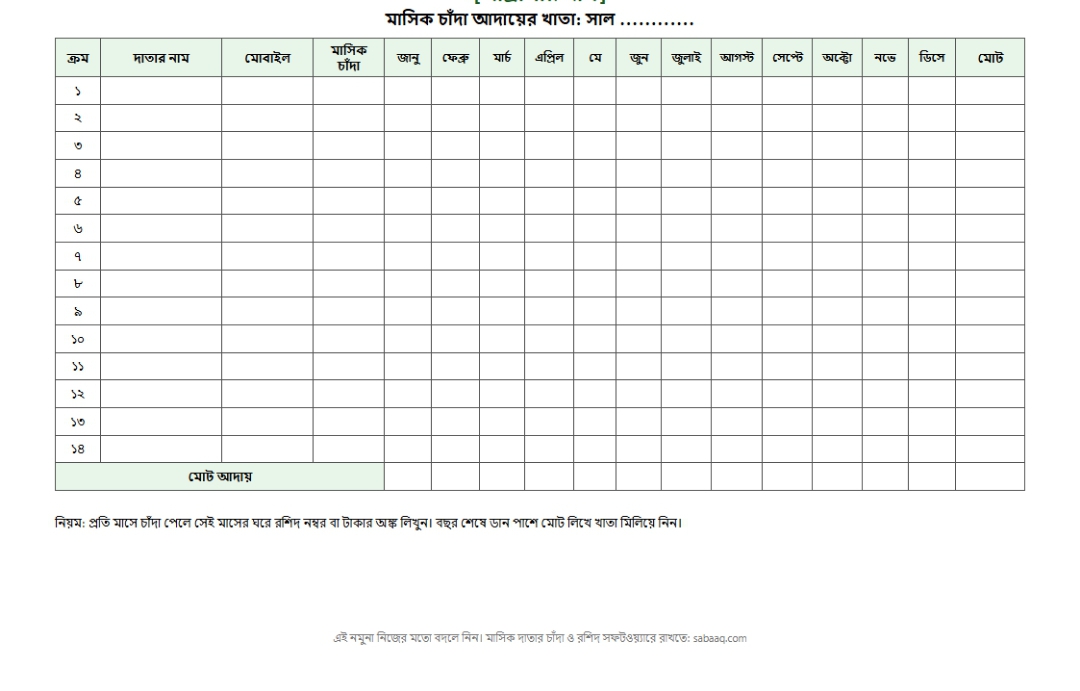 মাসিক চাঁদা আদায়ের খাতা: সাল ............
ক্রম দাতার নাম মোবাইল মাসিক চাঁদা জানু ফেব্রু মার্চ এপ্রিল মে জুন জুলাই আগস্ট সেপ্টে অক্টো নভে ডিসে মোট
১
২
৩
৪
৫
৬
৭
৮
৯
১০
১১
১২
১৩
১৪
মোট আদায়
নিয়ম: প্রতি মাসে চাঁদা পেলে সেই মাসের ঘরে রশিদ নম্বর বা টাকার অঙ্ক লিখুন। বছর শেষে ডান পাশে মোট লিখে খাতা মিলিয়ে নিন।
এই নমুনা নিজের মতো বদলে নিন। মাসিক দাতার চাঁদা ও রশিদ সফটওয়্যারে রাখতে: sabaaq.com